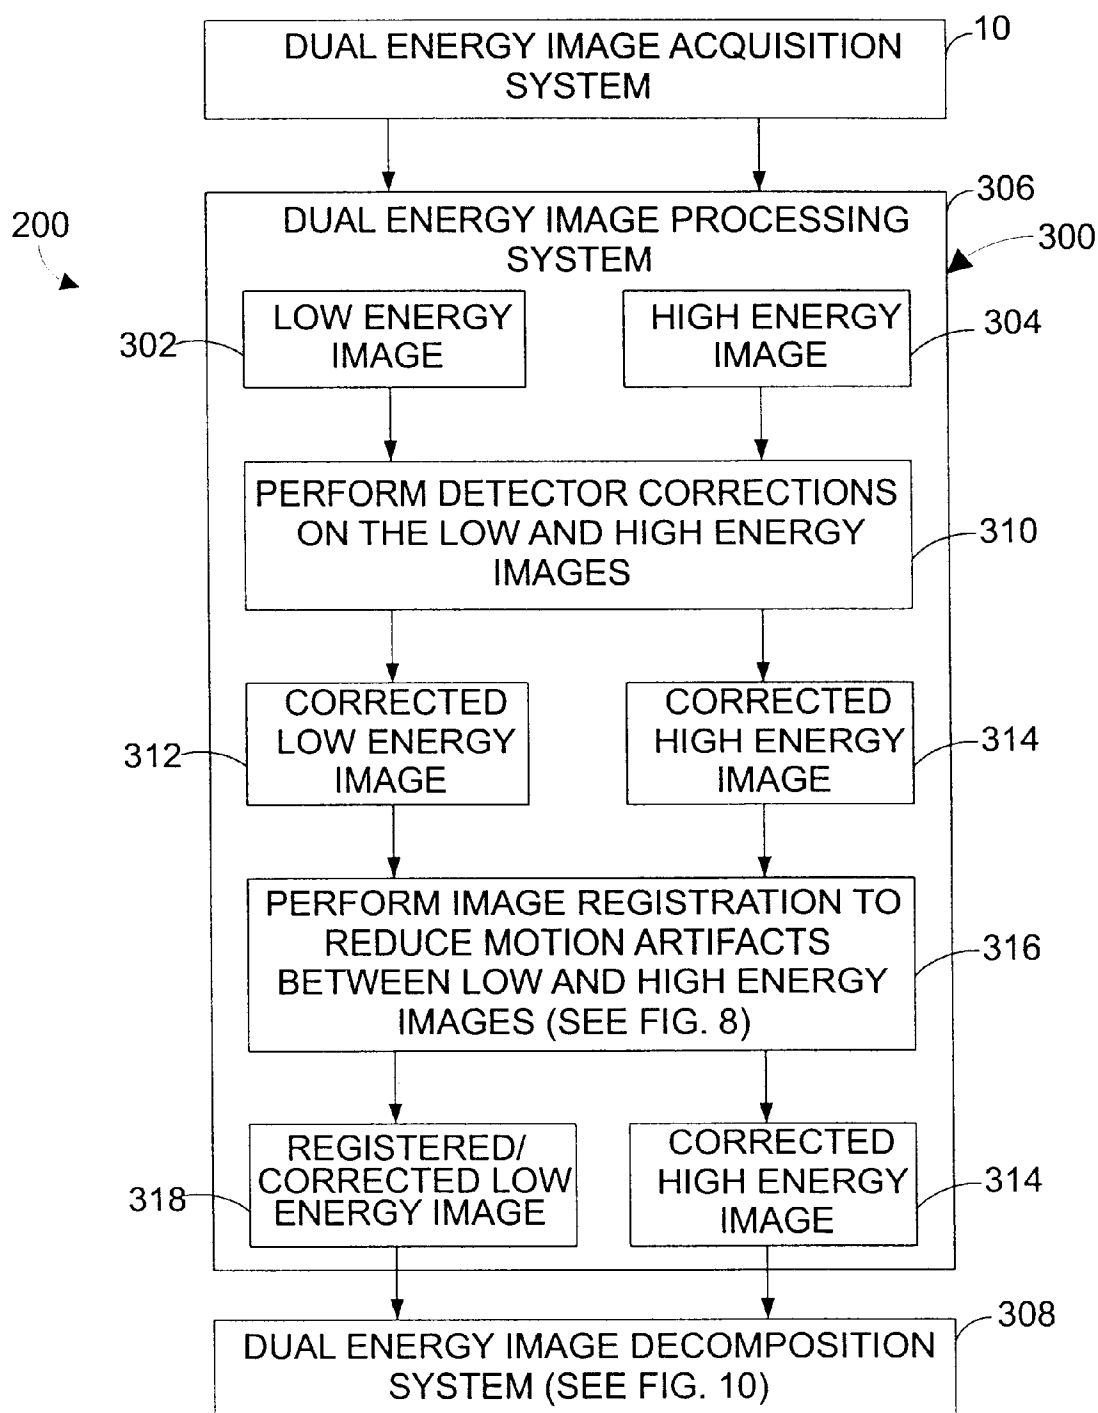 DUAL ENERGY IMAGE ACQUISITION
SYSTEM
10
306
DUAL ENERGY IMAGE PROCESSING
SYSTEM
200
300
LOW ENERGY
IMAGE
302
HIGH ENERGY
IMAGE
304
PERFORM DETECTOR CORRECTIONS
ON THE LOW AND HIGH ENERGY
IMAGES
310
CORRECTED
LOW ENERGY
IMAGE
312
CORRECTED
HIGH ENERGY
IMAGE
314
PERFORM IMAGE REGISTRATION TO
REDUCE MOTION ARTIFACTS
BETWEEN LOW AND HIGH ENERGY
IMAGES (SEE FIG. 8)
316
REGISTERED/
CORRECTED LOW
ENERGY IMAGE
318
CORRECTED
HIGH ENERGY
IMAGE
314
308
DUAL ENERGY IMAGE DECOMPOSITION
SYSTEM (SEE FIG. 10)